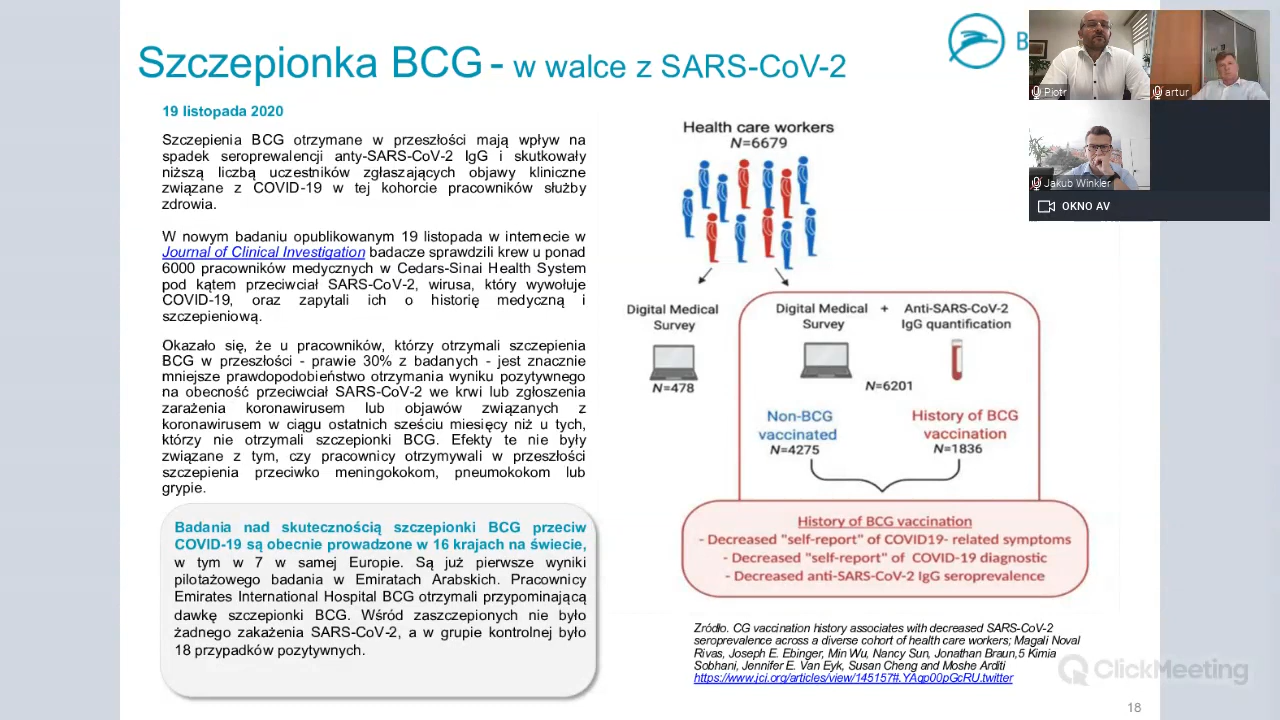 Szczepionka BCG - w walce z SARS-CoV-2
B
19 listopada 2020
Szczepienia BCG otrzymane w przeszłości mają wpływ na
spadek seroprewalencji anty-SARS-CoV-2 IgG i skutkowały
niższą liczbą uczestników zgłaszających objawy kliniczne
związane z COVID-19 w tej kohorcie pracowników służby
zdrowia.
W nowym badaniu opublikowanym 19 listopada w internecie w
Journal of Clinical Investigation badacze sprawdzili krew u ponad
6000 pracowników medycznych w Cedars-Sinai Health System
pod kątem przeciwciał SARS-CoV-2, wirusa, który wywołuje
COVID-19, oraz zapytali ich o historię medyczną i
szczepieniową.
Okazało się, że u pracowników, którzy otrzymali szczepienia
BCG w przeszłości - prawie 30% z badanych - jest znacznie
mniejsze prawdopodobieństwo otrzymania wyniku pozytywnego
na obecność przeciwciał SARS-CoV-2 we krwi lub zgłoszenia
zarażenia koronawirusem lub objawów związanych z
koronawirusem w ciągu ostatnich sześciu miesięcy niż u tych,
którzy nie otrzymali szczepionki BCG. Efekty te nie były
związane z tym, czy pracownicy otrzymywali w przeszłości
szczepienia przeciwko meningokokom, pneumokokom lub
grypie.
Badania nad skutecznością szczepionki BCG przeciw
COVID-19 są obecnie prowadzone w 16 krajach na świecie,
w tym w 7 w samej Europie. Są już pierwsze wyniki
pilotażowego badania w Emiratach Arabskich. Pracownicy
Emirates International Hospital BCG otrzymali przypominającą
dawkę szczepionki BCG. Wśród zaszczepionych nie było
żadnego zakażenia SARS-CoV-2, a w grupie kontrolnej było
18 przypadków pozytywnych.
Health care workers
N=6679
Digital Medical
Survey
N=478
Digital Medical
Survey
+
Anti-SARS-CoV-2
IgG quantification
N=6201
Non-BCG
vaccinated
N=4275
History of BCG
vaccination
N=1836
History of BCG vaccination
- Decreased "self-report" of COVID19- related symptoms
- Decreased "self-report" of COVID-19 diagnostic
- Decreased anti-SARS-CoV-2 IgG seroprevalence
Zródło. CG vaccination history associates with decreased SARS-CoV-2
seroprevalence across a diverse cohort of health care workers; Magali Noval
Rivas, Joseph E. Ebinger, Min Wu, Nancy Sun, Jonathan Braun,5 Kimia
Sobhani, Jennifer E. Van Eyk, Susan Cheng and Moshe Arditi
https://www.jci.org/articles/view/145157#.YAqp00pGcRU.twitter
18
Piotr
artur
Jakub Winkler
OKNO AV
ClickMeeting